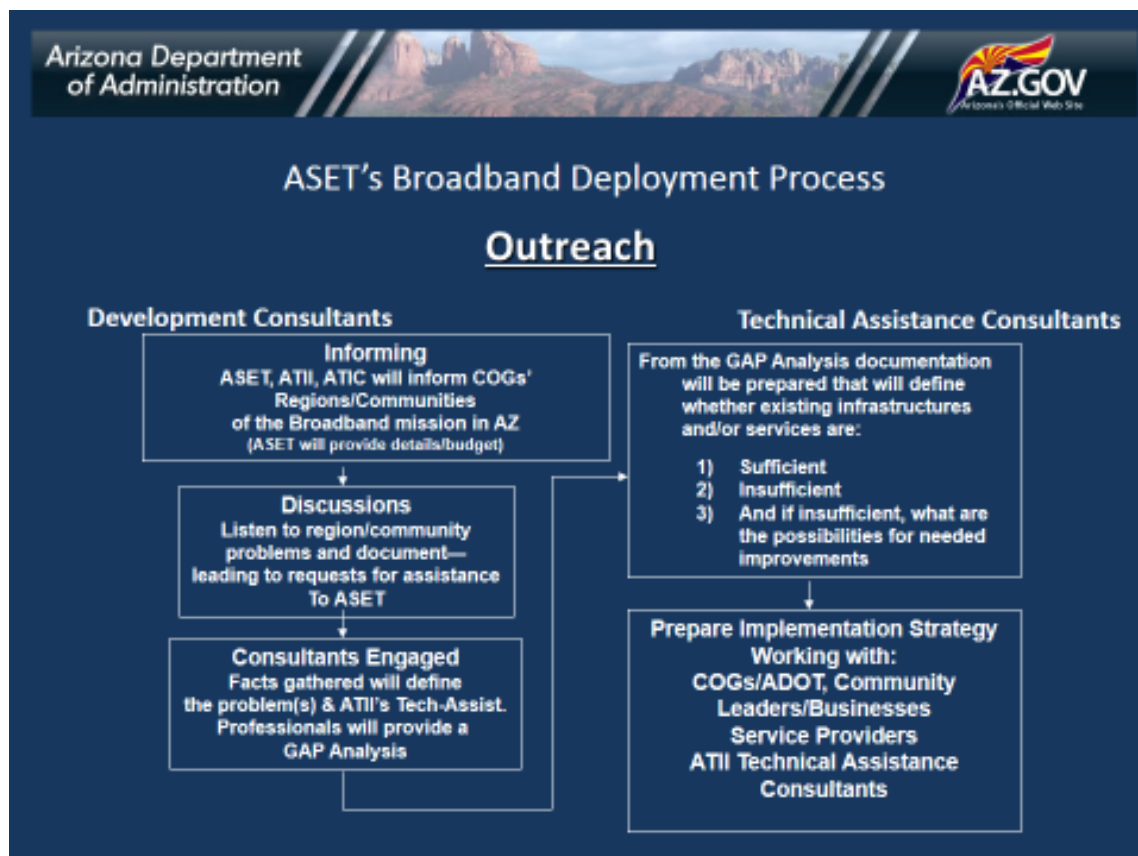 Arizona Department
of Administration
AZ.GOV
Arizona's Official Web Site
ASET's Broadband Deployment Process
Outreach
Development Consultants
Informing
ASET, ATII, ATIC will inform COGs'
Regions/Communities
of the Broadband mission in AZ
(ASET will provide details/budget)
Discussions
Listen to region/community
problems and document—
leading to requests for assistance
To ASET
Consultants Engaged
Facts gathered will define
the problem(s) & ATII's Tech-Assist.
Professionals will provide a
GAP Analysis
Technical Assistance Consultants
From the GAP Analysis documentation
will be prepared that will define
whether existing infrastructures
and/or services are:
1) Sufficient
2) Insufficient
3) And if insufficient, what are
the possibilities for needed
improvements
Prepare Implementation Strategy
Working with:
COGs/ADOT, Community
Leaders/Businesses
Service Providers
ATII Technical Assistance
Consultants